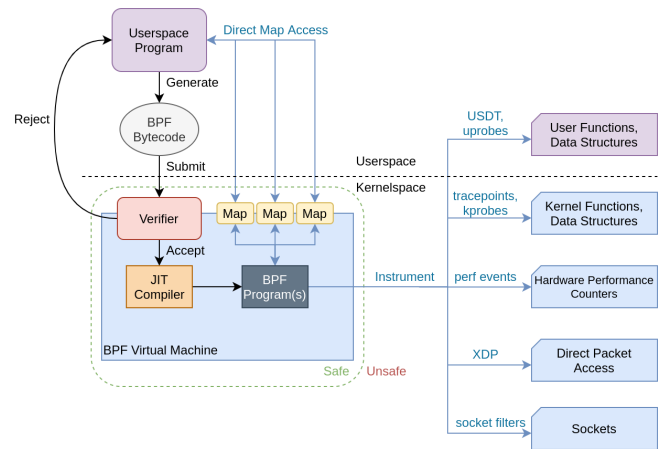 Userspace
Program
Direct Map Access
Generate
Reject
BPF
Bytecode
Submit
USDT,
uprobes
User Functions,
Data Structures
Userspace
Kernelspace
Verifier
Map
Map
Map
tracepoints,
kprobes
Kernel Functions,
Data Structures
Accept
JIT
Compiler
BPF
Program(s)
Instrument
perf events
Hardware Performance
Counters
BPF Virtual Machine
XDP
Direct Packet
Access
Safe
Unsafe
socket filters
Sockets